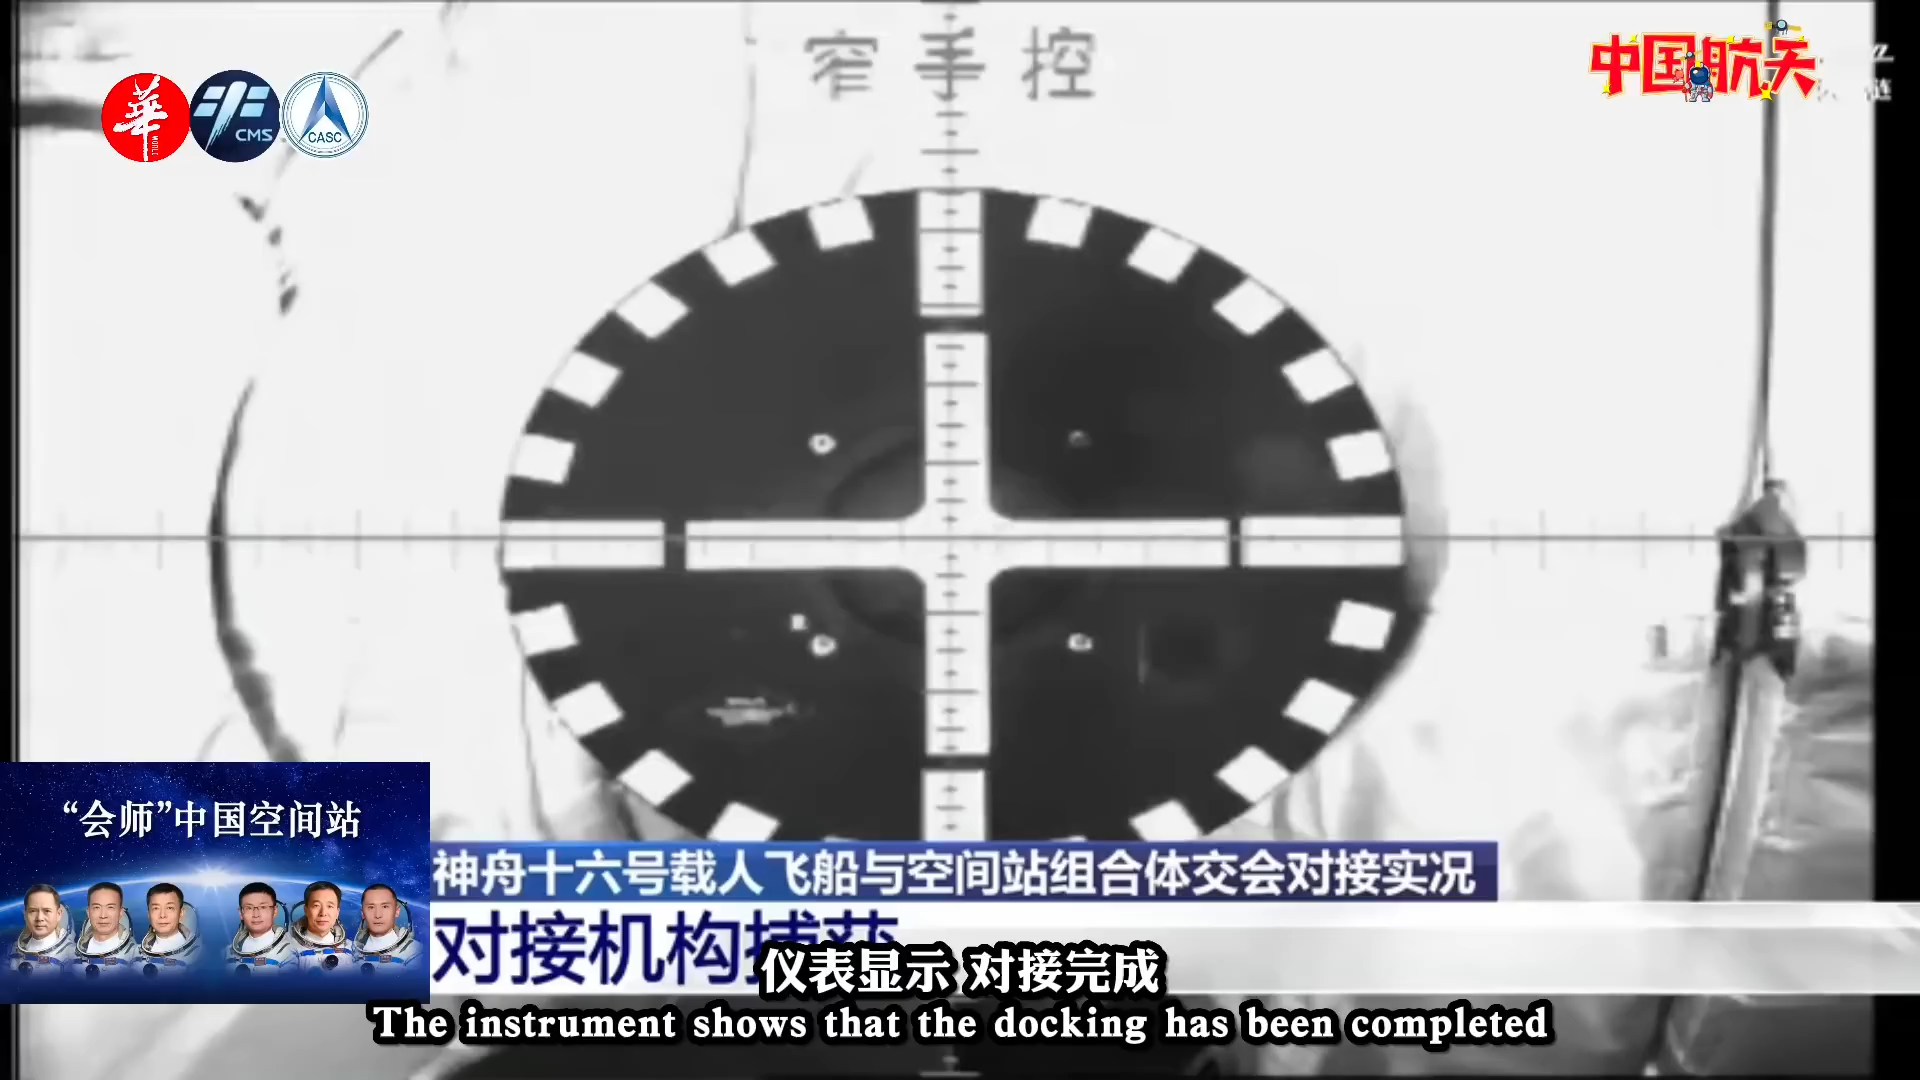 窄手控
中国航天
華
CMS
CASC
“会师”中国空间站
神舟十六号载人飞船与空间站组合体交会对接实况
对接机构捕获
仪表显示 对接完成
The instrument shows that the docking has been completed